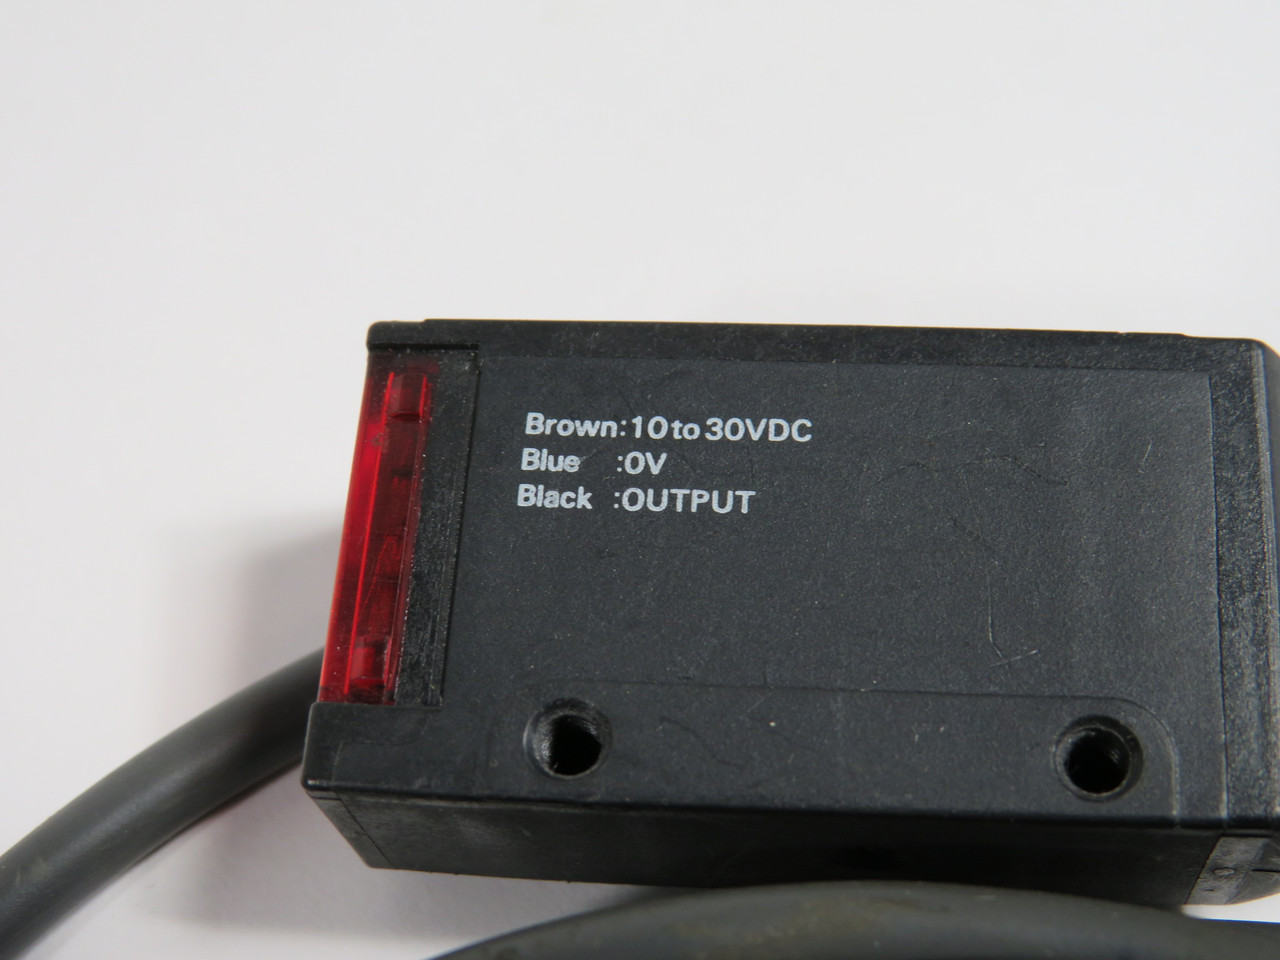 Brown:10 to 30VDC
Blue :0V
Black :OUTPUT